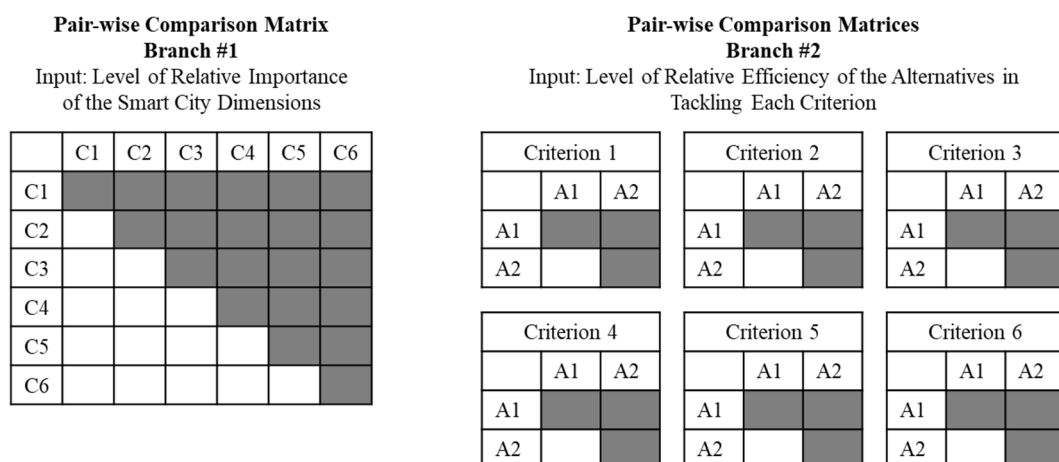 Pair-wise Comparison Matrix
Branch #1
Input: Level of Relative Importance
of the Smart City Dimensions
C1 C2 C3 C4 C5 C6
C1
C2
C3
C4
C5
C6
Pair-wise Comparison Matrices
Branch #2
Input: Level of Relative Efficiency of the Alternatives in
Tackling Each Criterion
Criterion 1
A1 A2
A1
A2
Criterion 2
A1 A2
A1
A2
Criterion 3
A1 A2
A1
A2
Criterion 4
A1 A2
A1
A2
Criterion 5
A1 A2
A1
A2
Criterion 6
A1 A2
A1
A2